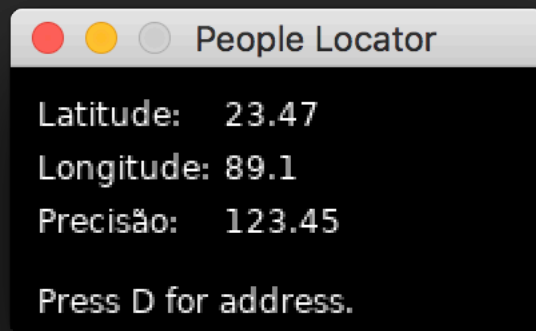 People Locator
Latitude: 23.47
Longitude: 89.1
Precisão: 123.45
Press D for address.